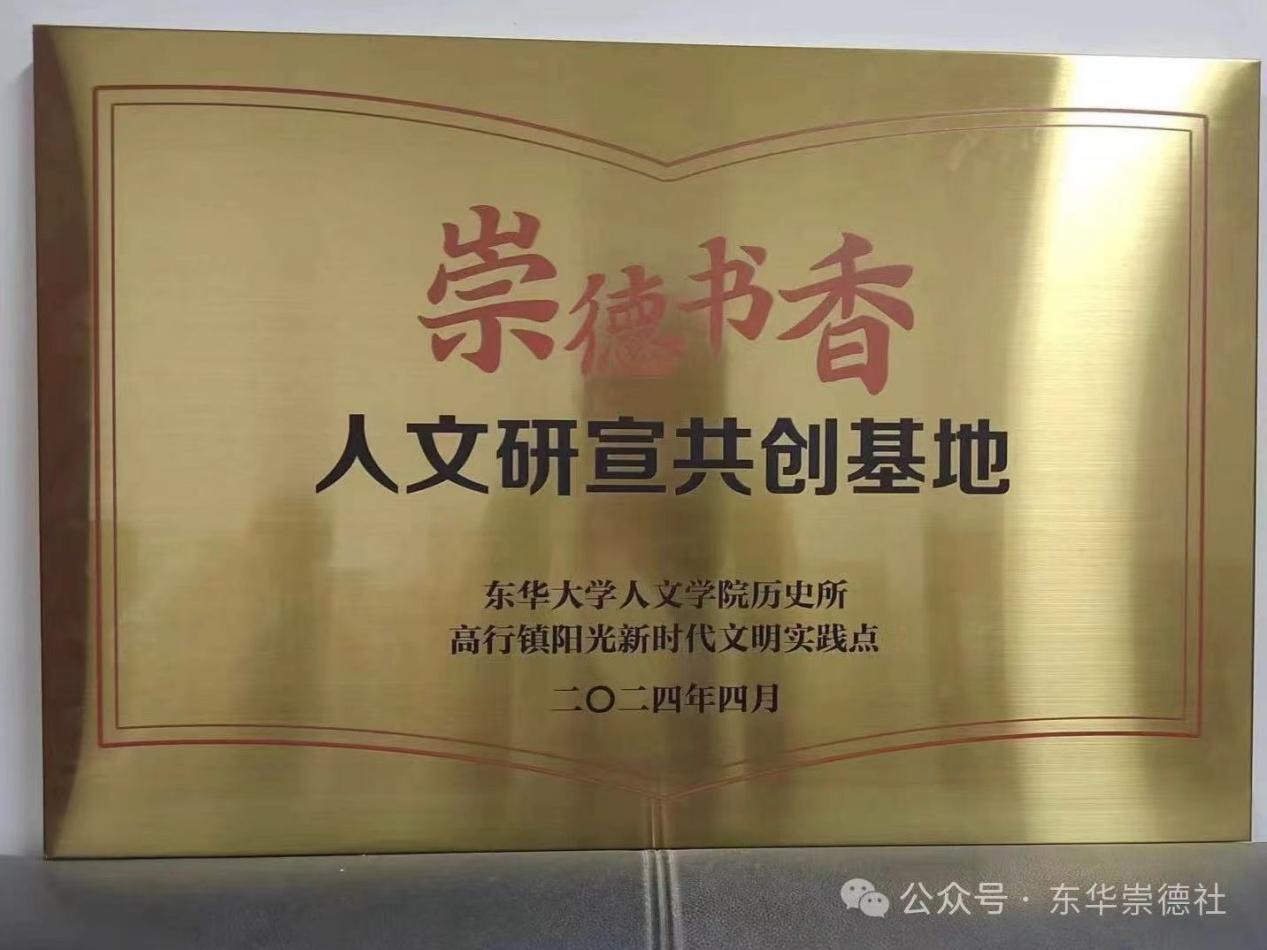 崇德书香
人文研宣共创基地
东华大学人文学院历史所
高行镇阳光新时代文明实践点
二〇二四年四月
公众号 · 东华崇德社